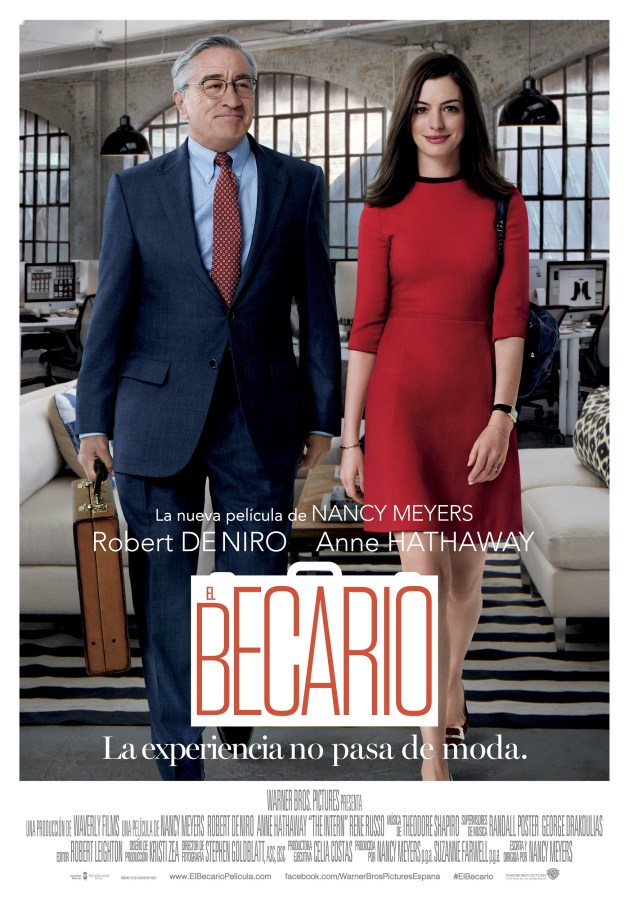 La nueva película de NANCY MEYERS
Robert DE NIRO Anne HATHAWAY
EL
BECARIO
La experiencia no pasa de moda.
WARNER BROS. PICTURES PRESENTA
UNA PRODUCCIÓN DE WAVERLY FILMS UNA PELÍCULA DE NANCY MEYERS ROBERT DE NIRO ANNE HATHAWAY "THE INTERN" RENE RUSSO MÚSICA DE THEODORE SHAPIRO SUPERVISORES DE MÚSICA RANDALL POSTER GEORGE DRAKOULIAS
EDITOR ROBERT LEIGHTON DISEÑO DE PRODUCCIÓN KRISTI ZEA DIRECTOR DE FOTOGRAFÍA STEPHEN GOLDBLATT, ASC, BSC PRODUCTORA EJECUTIVA CELIA COSTAS PRODUCIDA POR NANCY MEYERS p.g.a. SUZANNE FARWELL p.g.a. ESCRITA Y DIRIGIDA POR NANCY MEYERS
www.ElBecarioPelicula.com facebook.com/WarnerBrosPicturesEspana #ElBecario